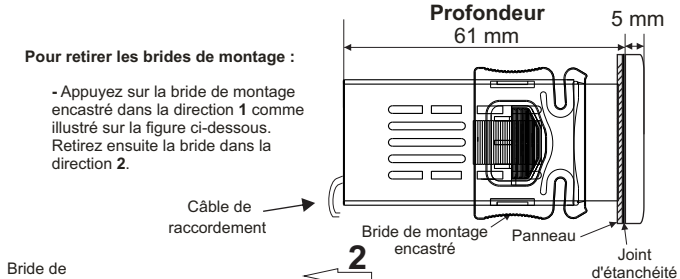 Profondeur
61 mm
5 mm
Pour retirer les brides de montage :
- Appuyez sur la bride de montage
encastré dans la direction 1 comme
illustré sur la figure ci-dessous.
Retirez ensuite la bride dans la
direction 2.
Câble de
raccordement
Bride de montage
encastré
Panneau
Joint
d'étanchéité
Bride de
2